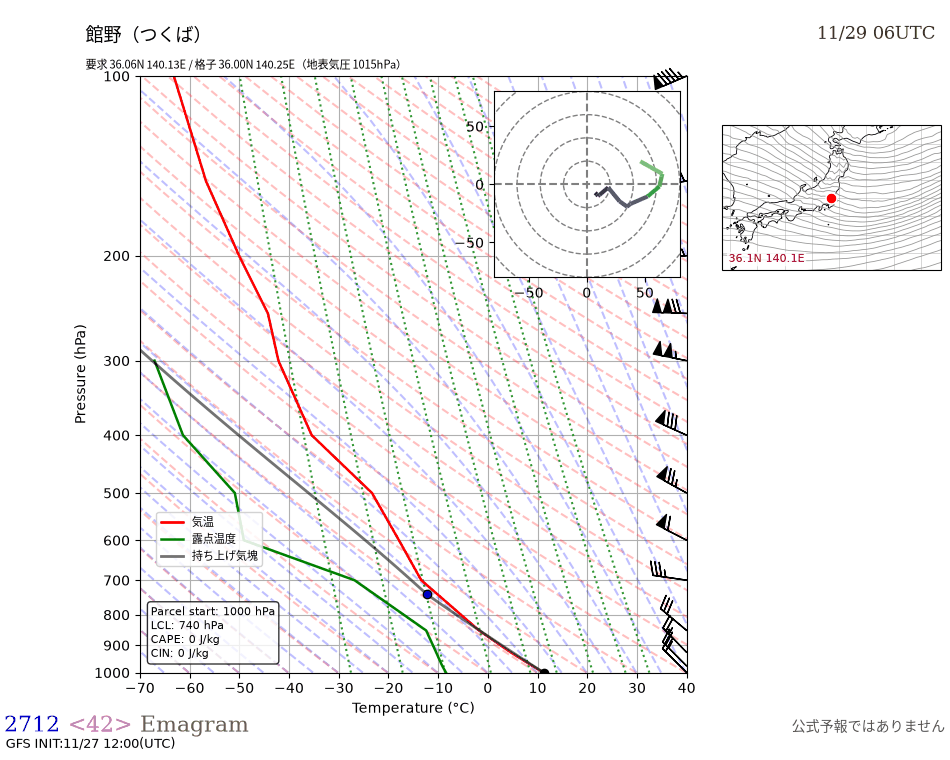 館野（つくば）
11/29 06UTC
要求 36.06N 140.13E / 格子 36.00N 140.25E（地表気圧 1015hPa）
100
200
300
400
500
600
700
800
900
1000
Pressure (hPa)
50
0
−50
−50 0 50
36.1N 140.1E
気温
露点温度
持ち上げ気塊
Parcel start: 1000 hPa
LCL: 740 hPa
CAPE: 0 J/kg
CIN: 0 J/kg
−70 −60 −50 −40 −30 −20 −10 0 10 20 30 40
Temperature (°C)
2712 <42> Emagram
公式予報ではありません
GFS INIT:11/27 12:00(UTC)